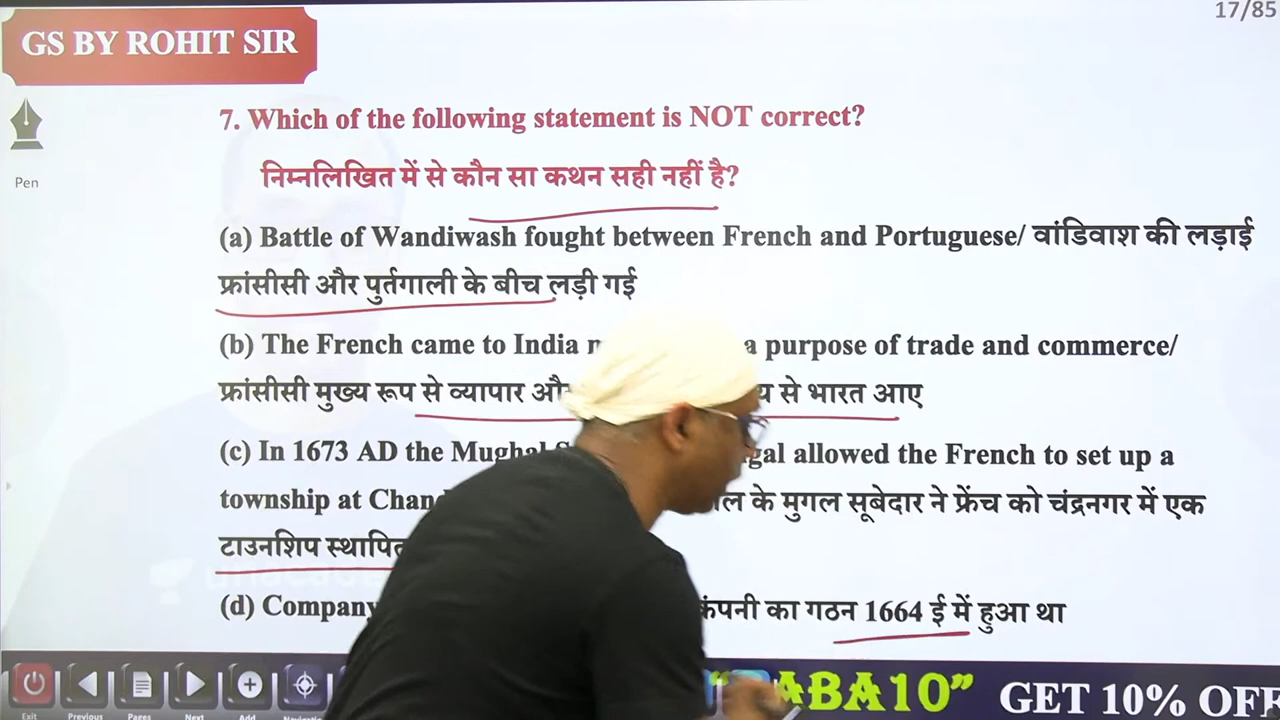 17/85
GS BY ROHIT SIR
Pen
7. Which of the following statement is NOT correct?
निम्नलिखित में से कौन सा कथन सही नहीं है?
(a) Battle of Wandiwash fought between French and Portuguese/ वांडिवाश की लड़ाई
फ्रांसीसी और पुर्तगाली के बीच लड़ी गई
(b) The French came to India a purpose of trade and commerce/
फ्रांसीसी मुख्य रूप से व्यापार से भारत आए
(c) In 1673 AD the Mughal allowed the French to set up a
township at के मुगल सूबेदार ने फ्रेंच को चंद्रनगर में एक
टाउनशिप
(d) Company कंपनी का गठन 1664 ई में हुआ था
Exit Previous Pages Next Add
ABA10” GET 10% OFF